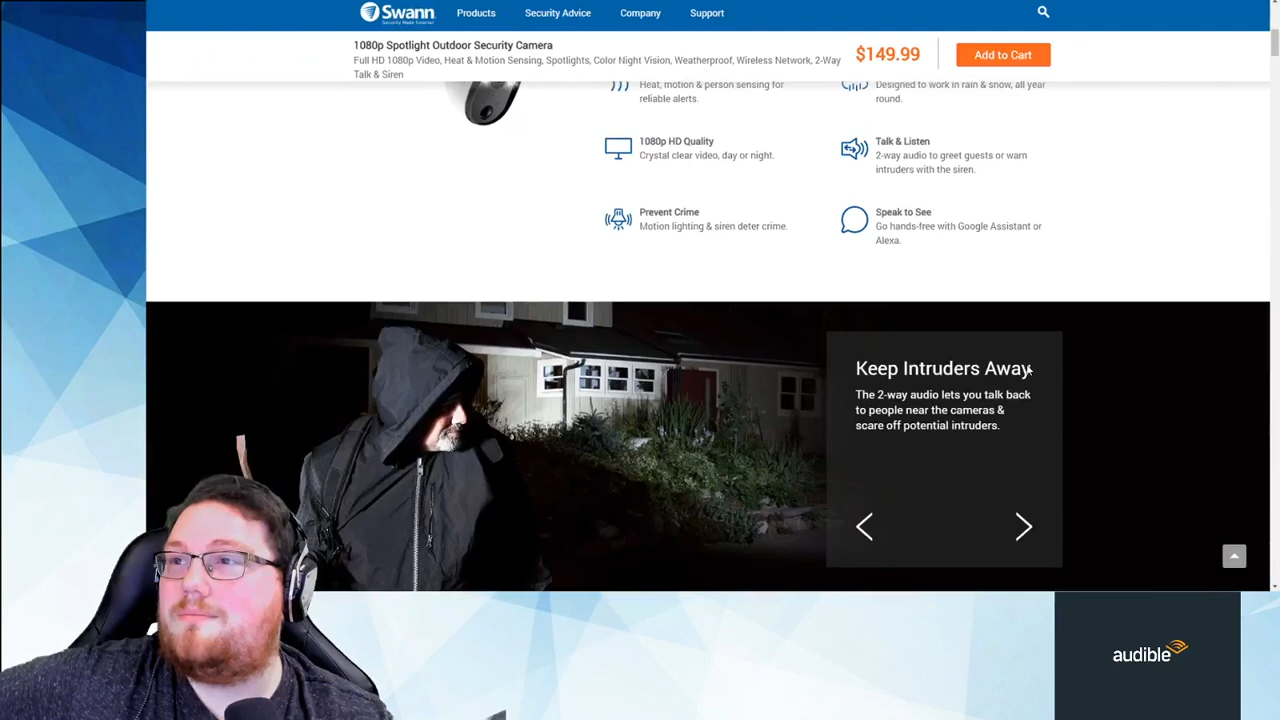 Swann
Security Made Smarter
Products
Security Advice
Company
Support
1080p Spotlight Outdoor Security Camera
Full HD 1080p Video, Heat & Motion Sensing, Spotlights, Color Night Vision, Weatherproof, Wireless Network, 2-Way
Talk & Siren
$149.99
Add to Cart
Heat, motion & person sensing for
reliable alerts.
Designed to work in rain & snow, all year
round.
1080p HD Quality
Crystal clear video, day or night.
Talk & Listen
2-way audio to greet guests or warn
intruders with the siren.
Prevent Crime
Motion lighting & siren deter crime.
Speak to See
Go hands-free with Google Assistant or
Alexa.
Keep Intruders Away
The 2-way audio lets you talk back
to people near the cameras &
scare off potential intruders.
audible